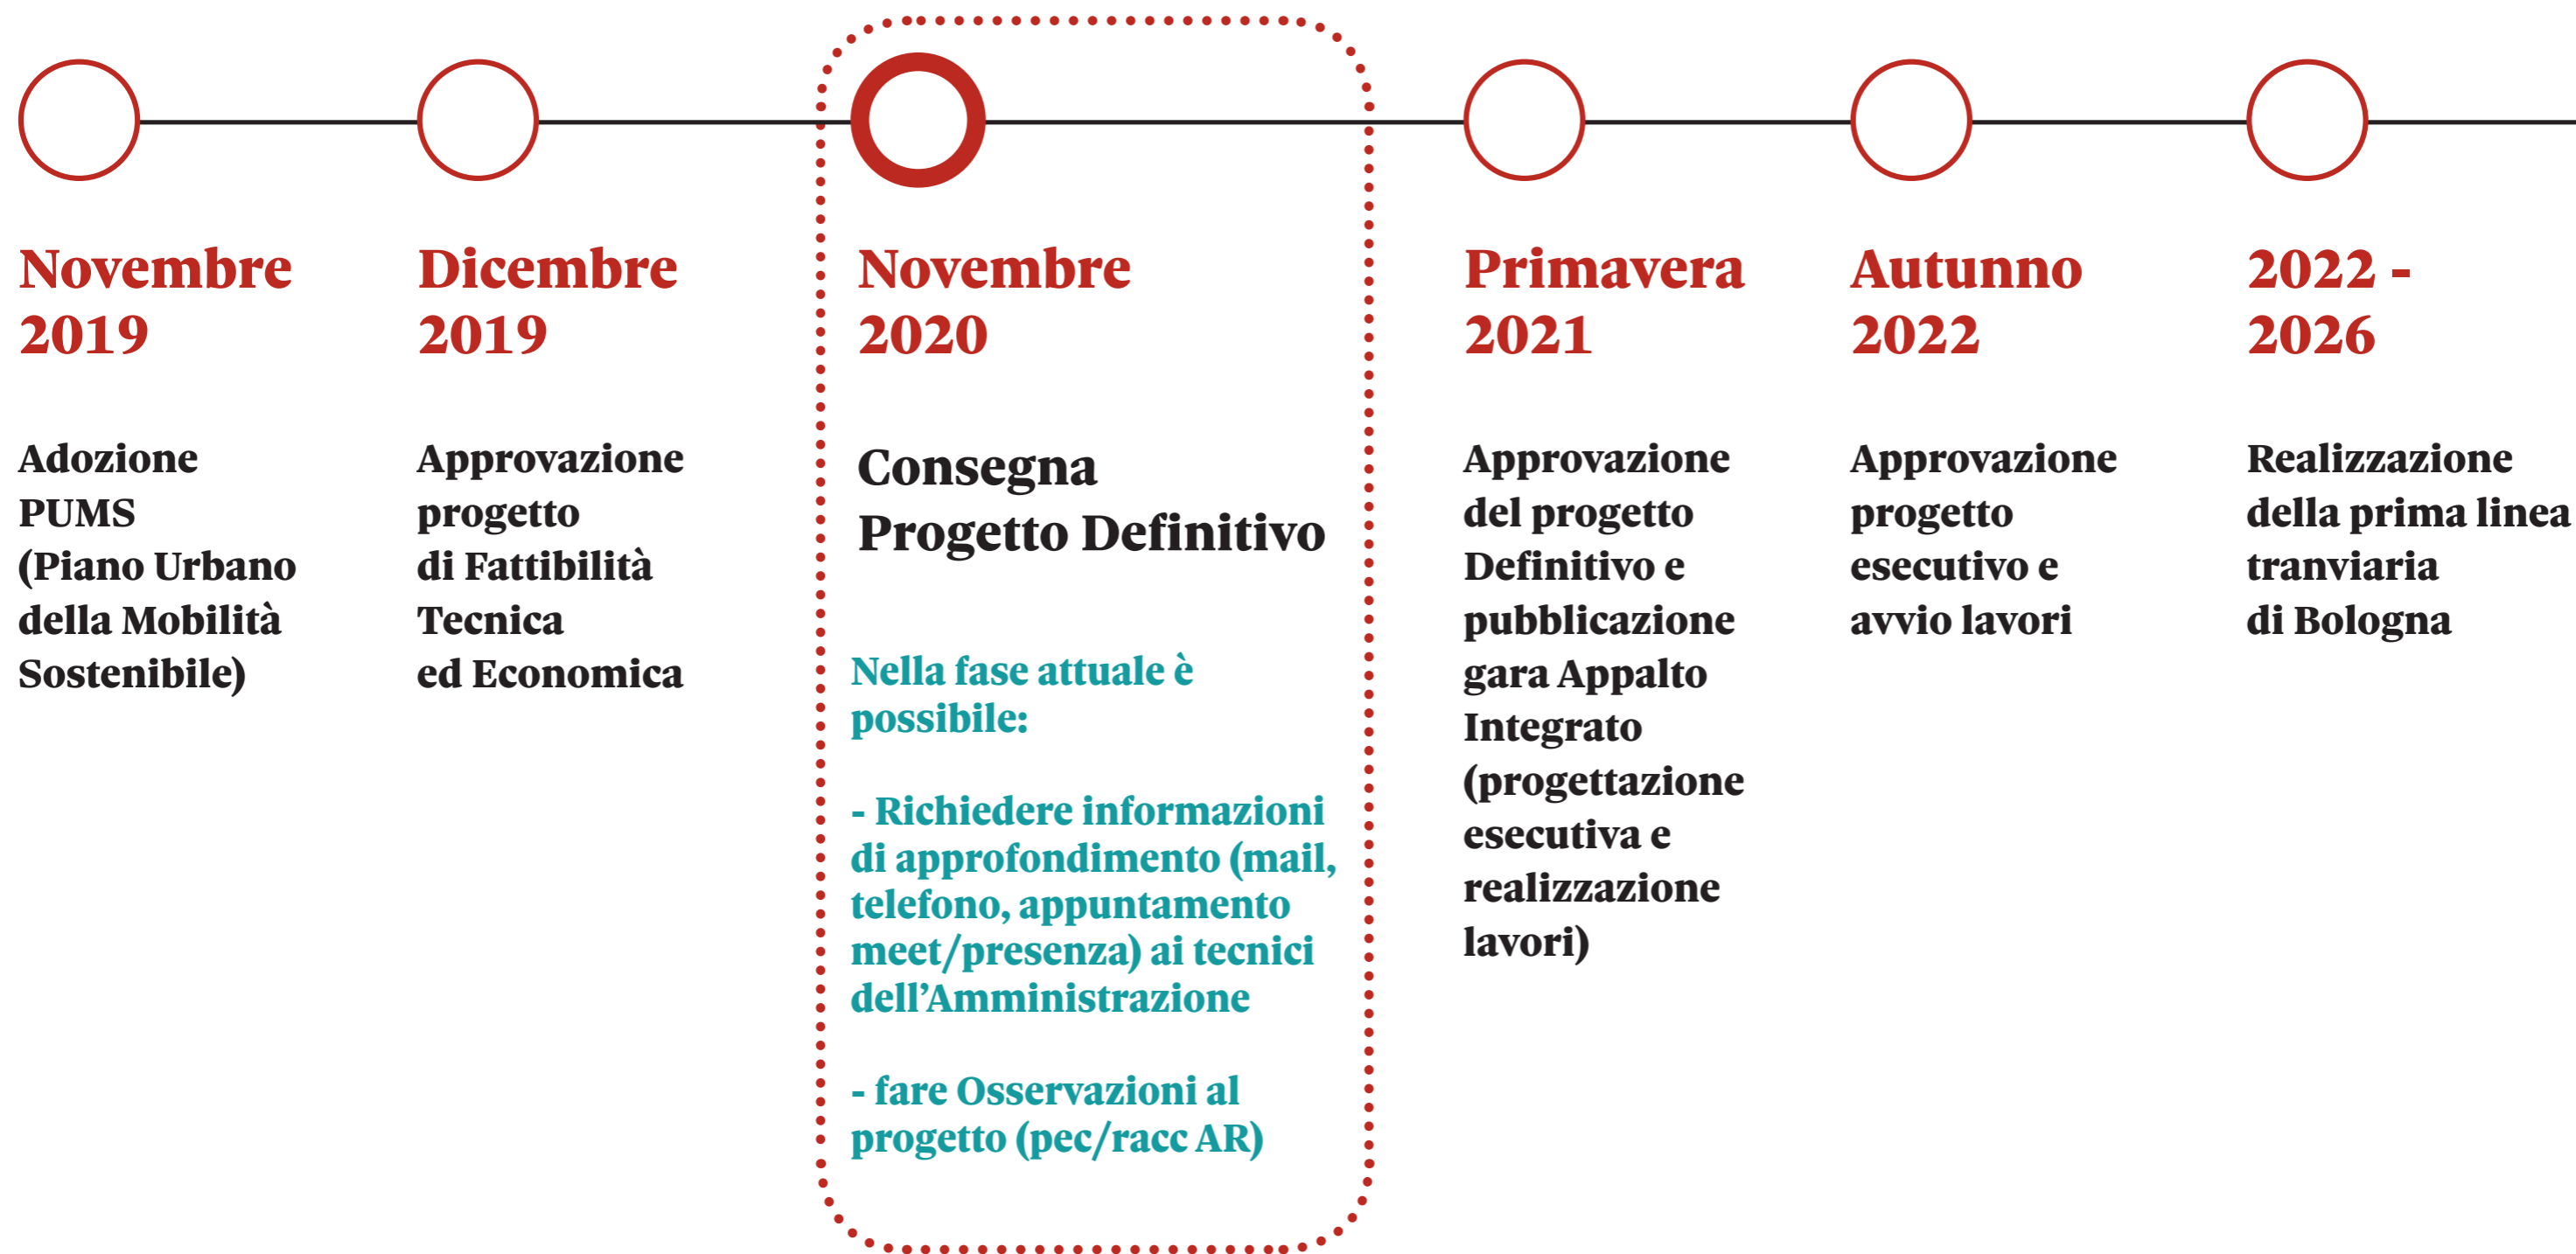 Novembre
2019
Adozione
PUMS
(Piano Urbano
della Mobilità
Sostenibile)
Dicembre
2019
Approvazione
progetto
di Fattibilità
Tecnica
ed Economica
Novembre
2020
Consegna
Progetto Definitivo
Nella fase attuale è
possibile:
- Richiedere informazioni
di approfondimento (mail,
telefono, appuntamento
meet/presenza) ai tecnici
dell’Amministrazione
- fare Osservazioni al
progetto (pec/racc AR)
Primavera
2021
Approvazione
del progetto
Definitivo e
pubblicazione
gara Appalto
Integrato
(progettazione
esecutiva e
realizzazione
lavori)
Autunno
2022
Approvazione
progetto
esecutivo e
avvio lavori
2022 -
2026
Realizzazione
della prima linea
tranviaria
di Bologna